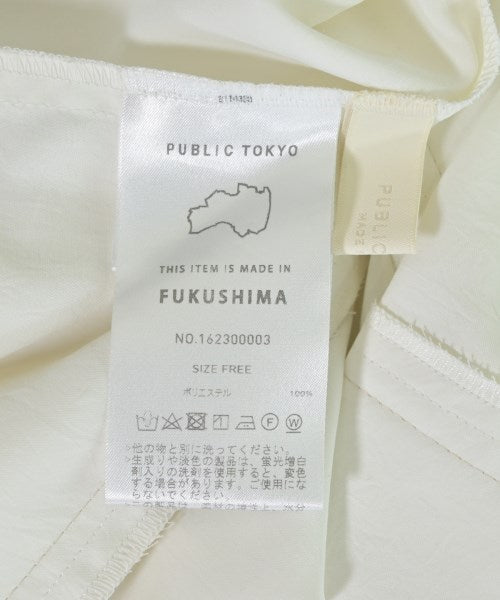 PUBLIC TOKYO
THIS ITEM IS MADE IN
FUKUSHIMA
NO.162300003
SIZE FREE
ポリエステル 100%
>他の物と別に洗ってください。
>生成りや淡色の製品は、蛍光増白
剤入りの洗剤を使用すると、変色
する場合があります。ご使用にな
らないでください。
PUBLIC
MADE